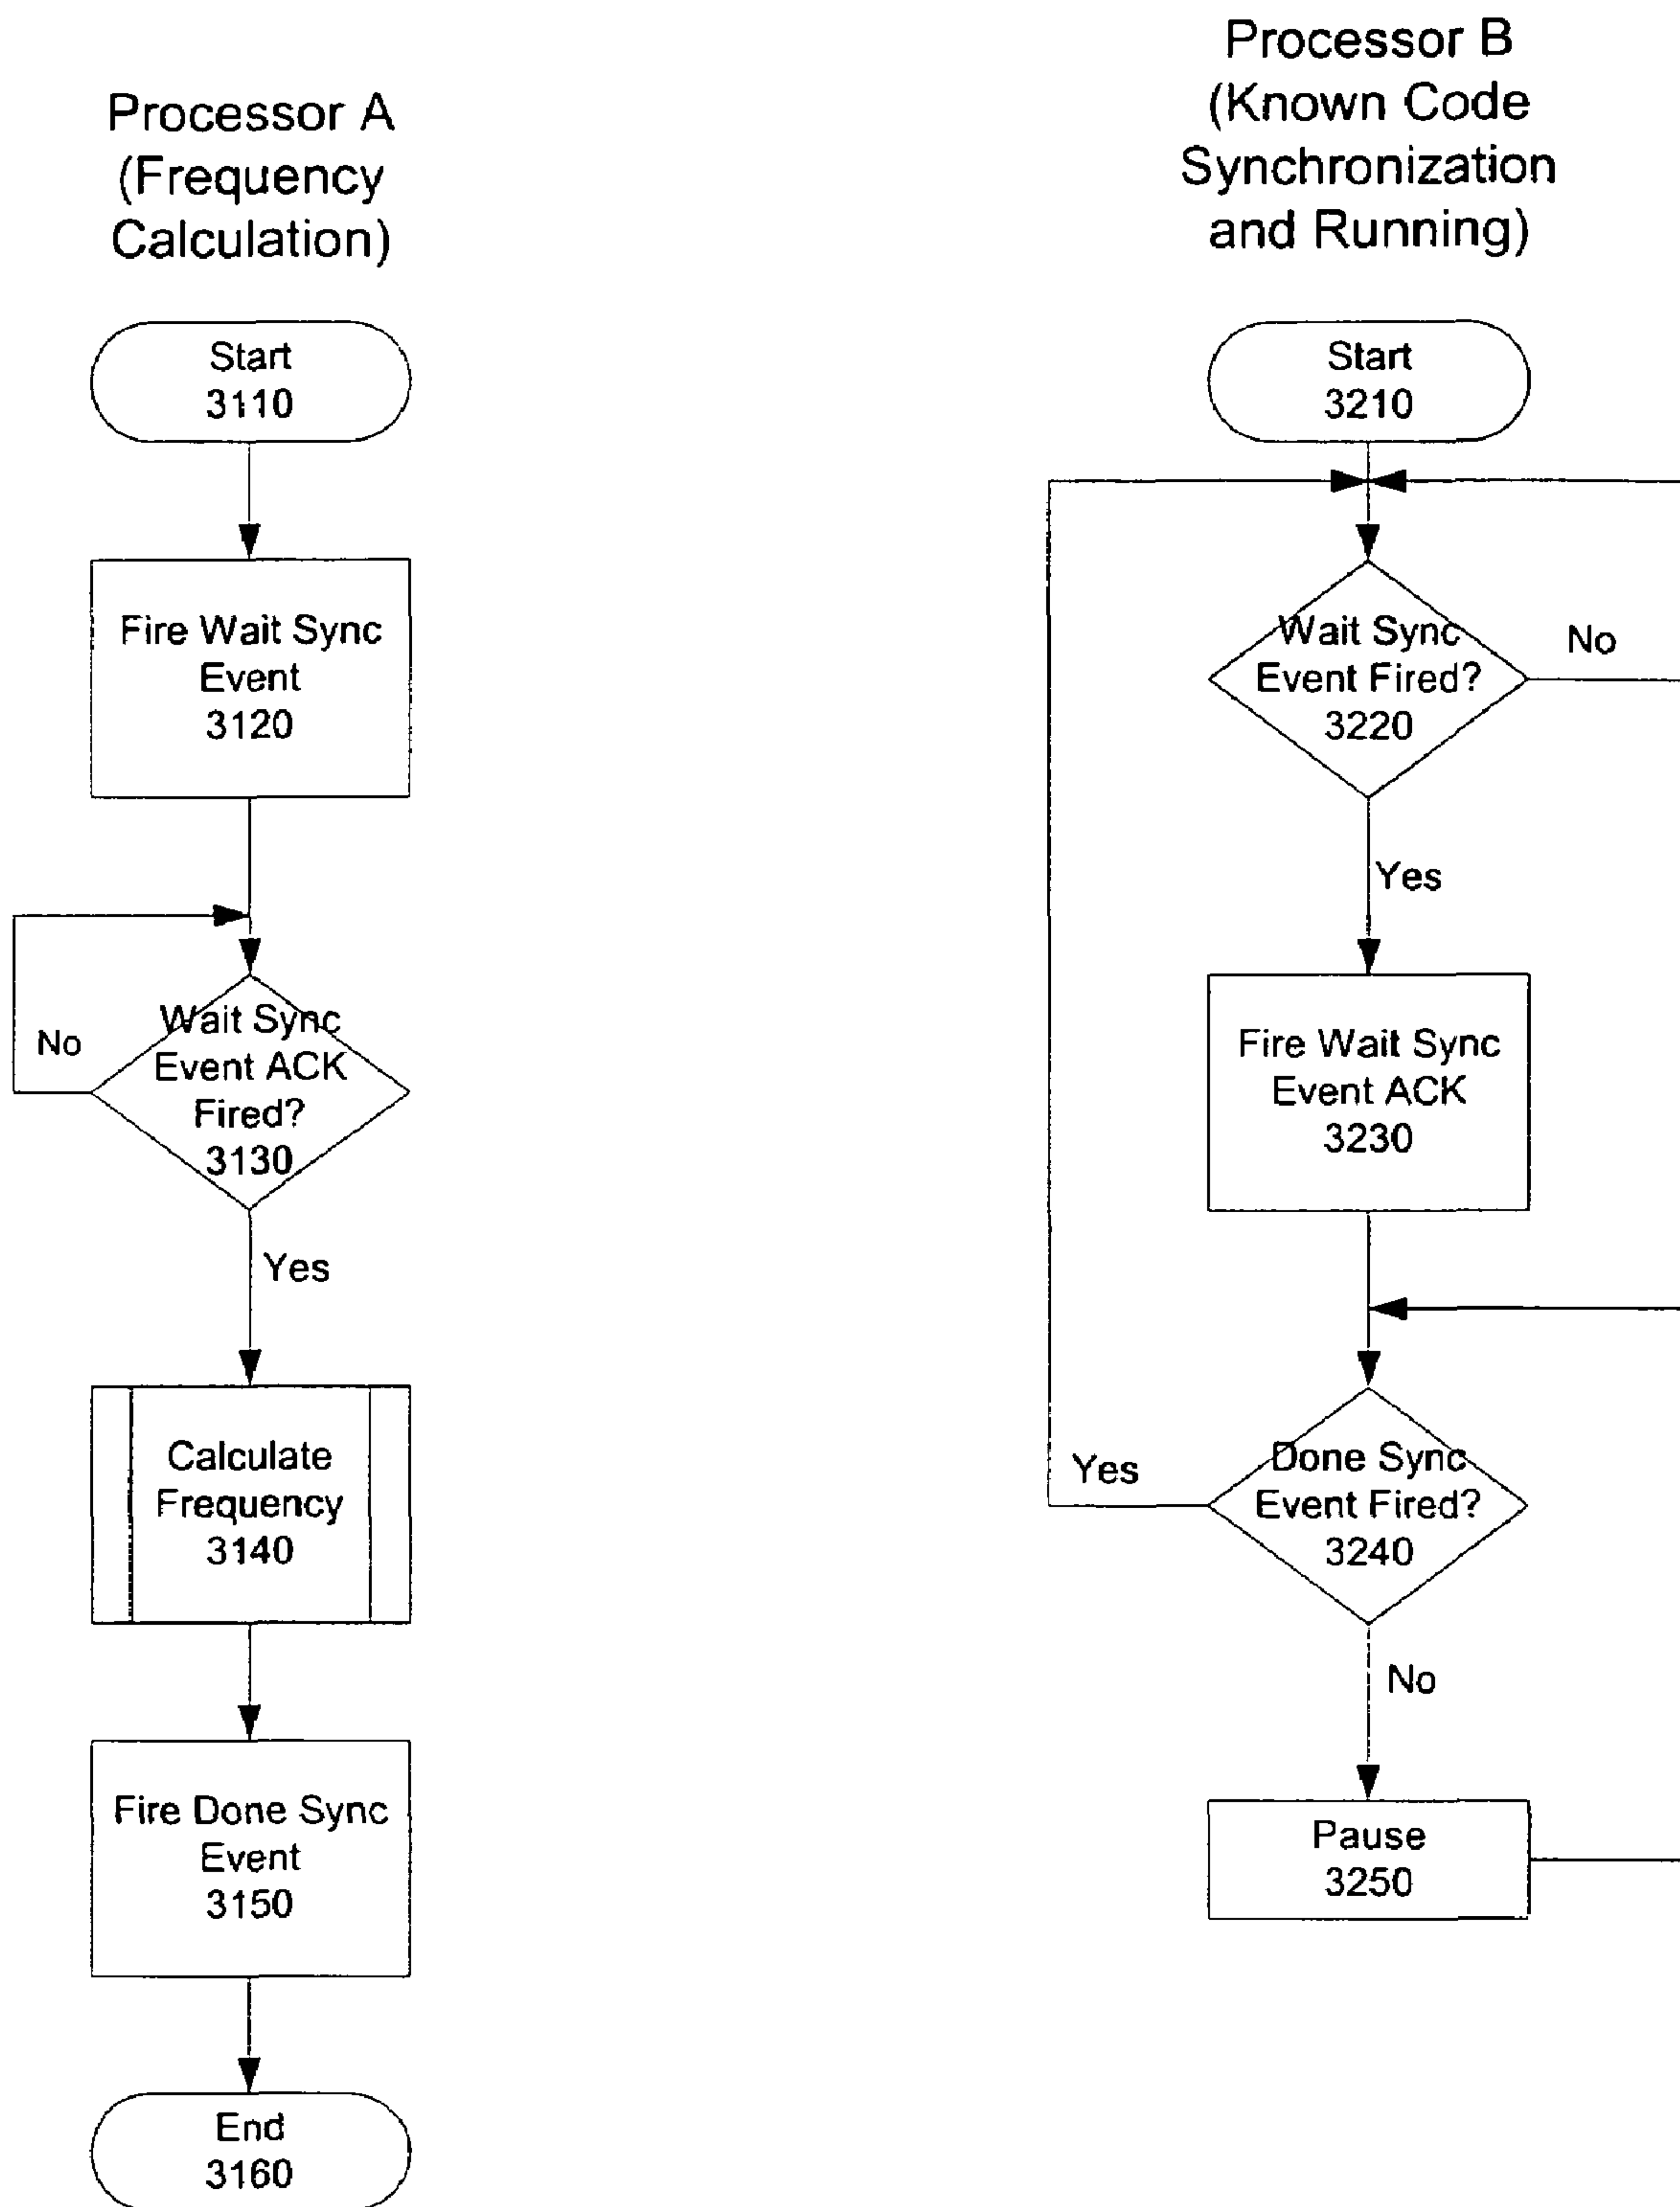 Processor A
(Frequency
Calculation)
Start
3110
Fire Wait Sync
Event
3120
Wait Sync
Event ACK
Fired?
3130
No
Yes
Calculate
Frequency
3140
Fire Done Sync
Event
3150
End
3160
Processor B
(Known Code
Synchronization
and Running)
Start
3210
Wait Sync
Event Fired?
3220
No
Yes
Fire Wait Sync
Event ACK
3230
Done Sync
Event Fired?
3240
Yes
No
Pause
3250